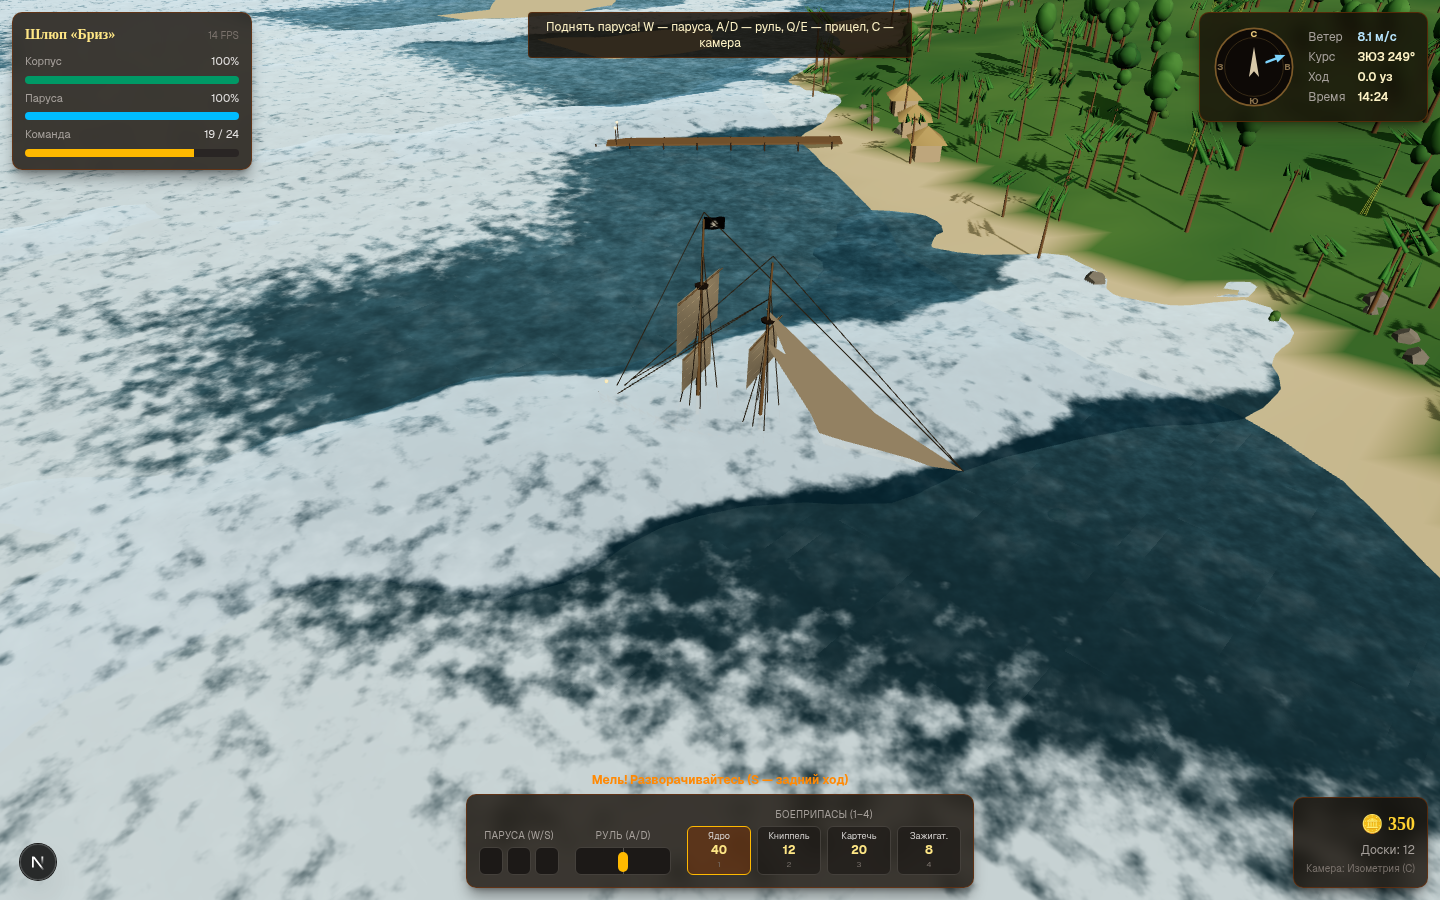 Шлюп «Бриз»
14 FPS
Корпус
100%
Паруса
100%
Команда
19 / 24
Поднять паруса! W — паруса, A/D — руль, Q/E — прицел, C —
камера
С
З
В
Ю
Ветер
8.1 м/с
Курс
ЗЮЗ 249°
Ход
0.0 уз
Время
14:24
Мель! Разворачивайтесь (S — задний ход)
БОЕПРИПАСЫ (1–4)
ПАРУСА (W/S)
РУЛЬ (A/D)
Ядро
40
1
Книппель
12
2
Картечь
20
3
Зажигат.
8
4
350
Доски: 12
Камера: Изометрия (C)
N